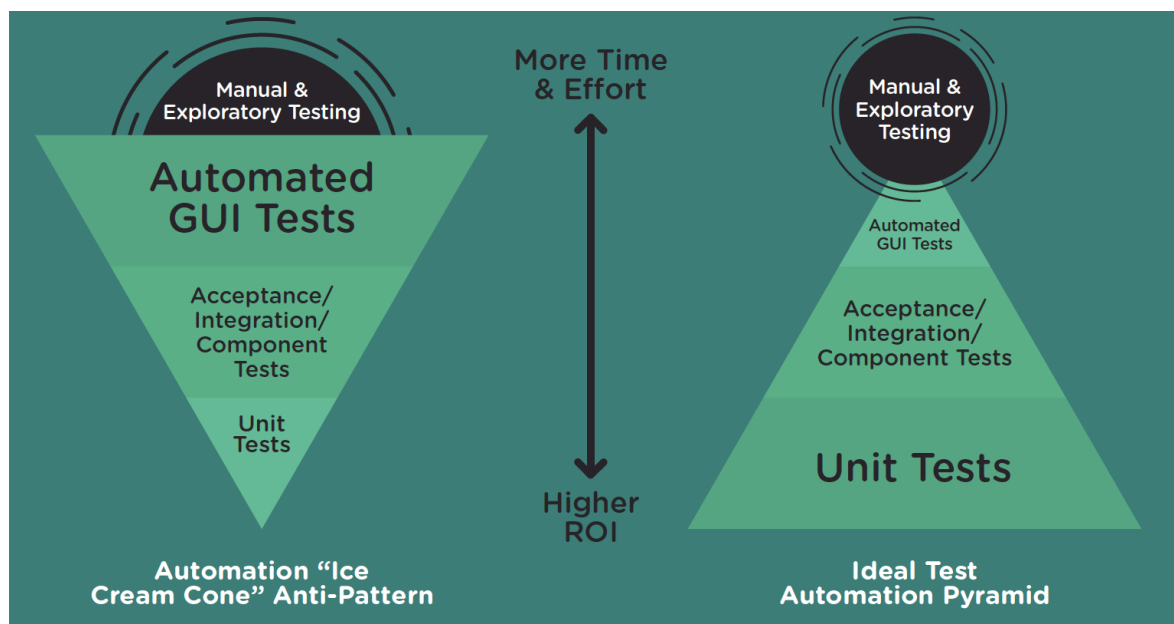 Manual &
Exploratory Testing
Automated
GUI Tests
Acceptance/
Integration/
Component
Tests
Unit
Tests
Automation “Ice
Cream Cone” Anti-Pattern
More Time
& Effort
Higher
ROI
Manual &
Exploratory
Testing
Automated
GUI Tests
Acceptance/
Integration/
Component Tests
Unit Tests
Ideal Test
Automation Pyramid